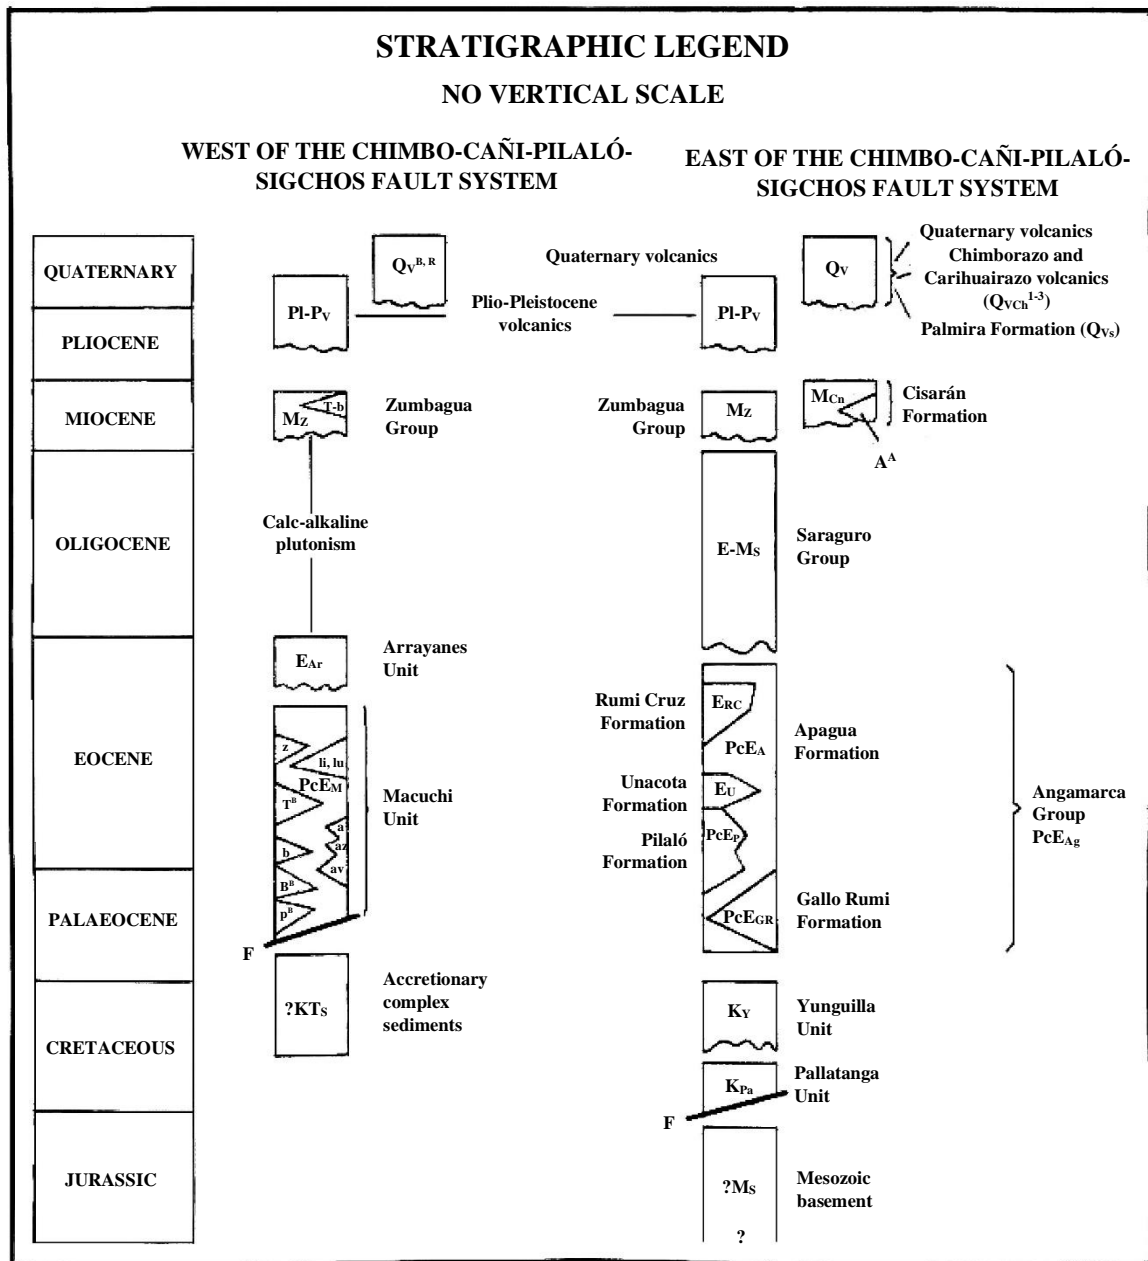 STRATIGRAPHIC LEGEND
NO VERTICAL SCALE
WEST OF THE CHIMBO-CAÑI-PILALÓ-
SIGCHOS FAULT SYSTEM
EAST OF THE CHIMBO-CAÑI-PILALÓ-
SIGCHOS FAULT SYSTEM
QUATERNARY
PLIOCENE
MIOCENE
OLIGOCENE
EOCENE
PALAEOCENE
CRETACEOUS
JURASSIC
QV^B, R
Pl-PV
Quaternary volcanics
Plio-Pleistocene
volcanics
T-b
MZ
Zumbagua
Group
Calc-alkaline
plutonism
EAr
Arrayanes
Unit
z
li, lu
PcEM
T^B
a
az
b
av
B^B
p^B
Macuchi
Unit
F
?KTS
Accretionary
complex
sediments
QV
Quaternary volcanics
Chimborazo and
Carihuairazo volcanics
(QVCh^1-3)
Palmira Formation (QVs)
Pl-PV
Zumbagua
Group
MZ
MCn
Cisarán
Formation
A^A
E-MS
Saraguro
Group
Rumi Cruz
Formation
ERC
PcEA
Apagua
Formation
Unacota
Formation
EU
Pilaló
Formation
PcEP
Gallo Rumi
Formation
PcEGR
Angamarca
Group
PcEAg
KY
Yunguilla
Unit
KPa
Pallatanga
Unit
F
?MS
?
Mesozoic
basement